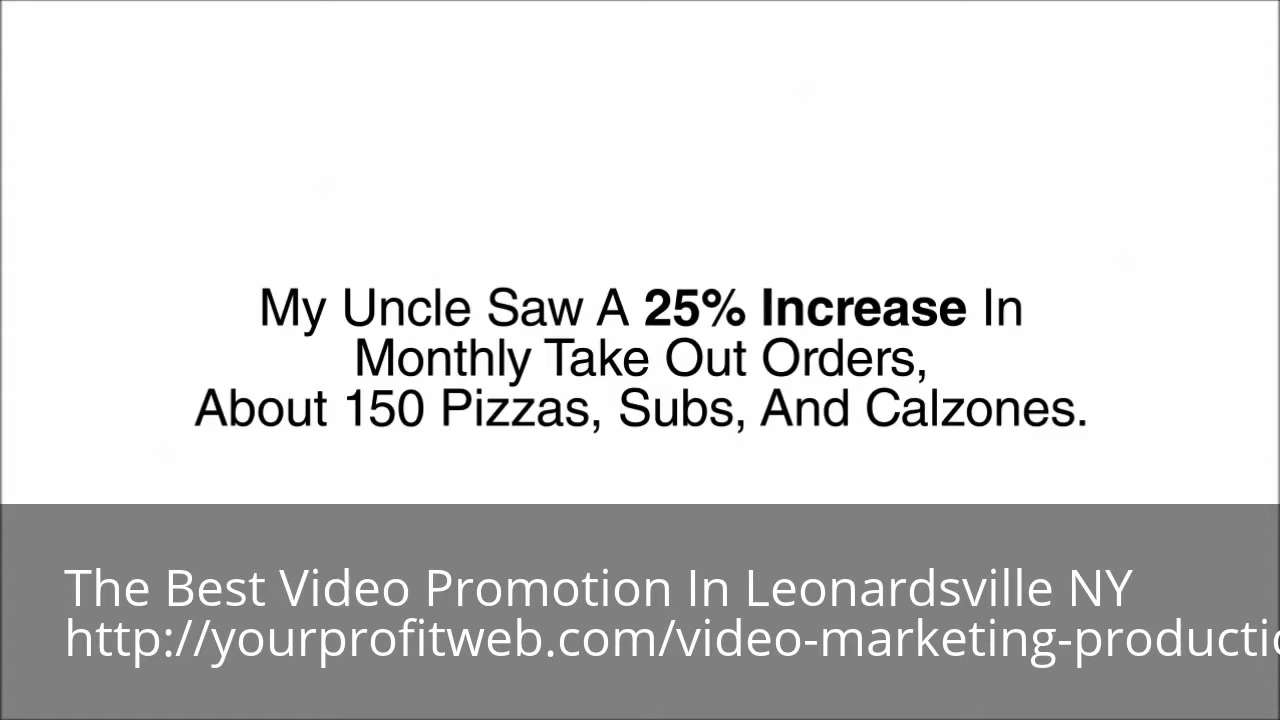 My Uncle Saw A 25% Increase In
Monthly Take Out Orders,
About 150 Pizzas, Subs, And Calzones.
The Best Video Promotion In Leonardsville NY
http://yourprofitweb.com/video-marketing-productio